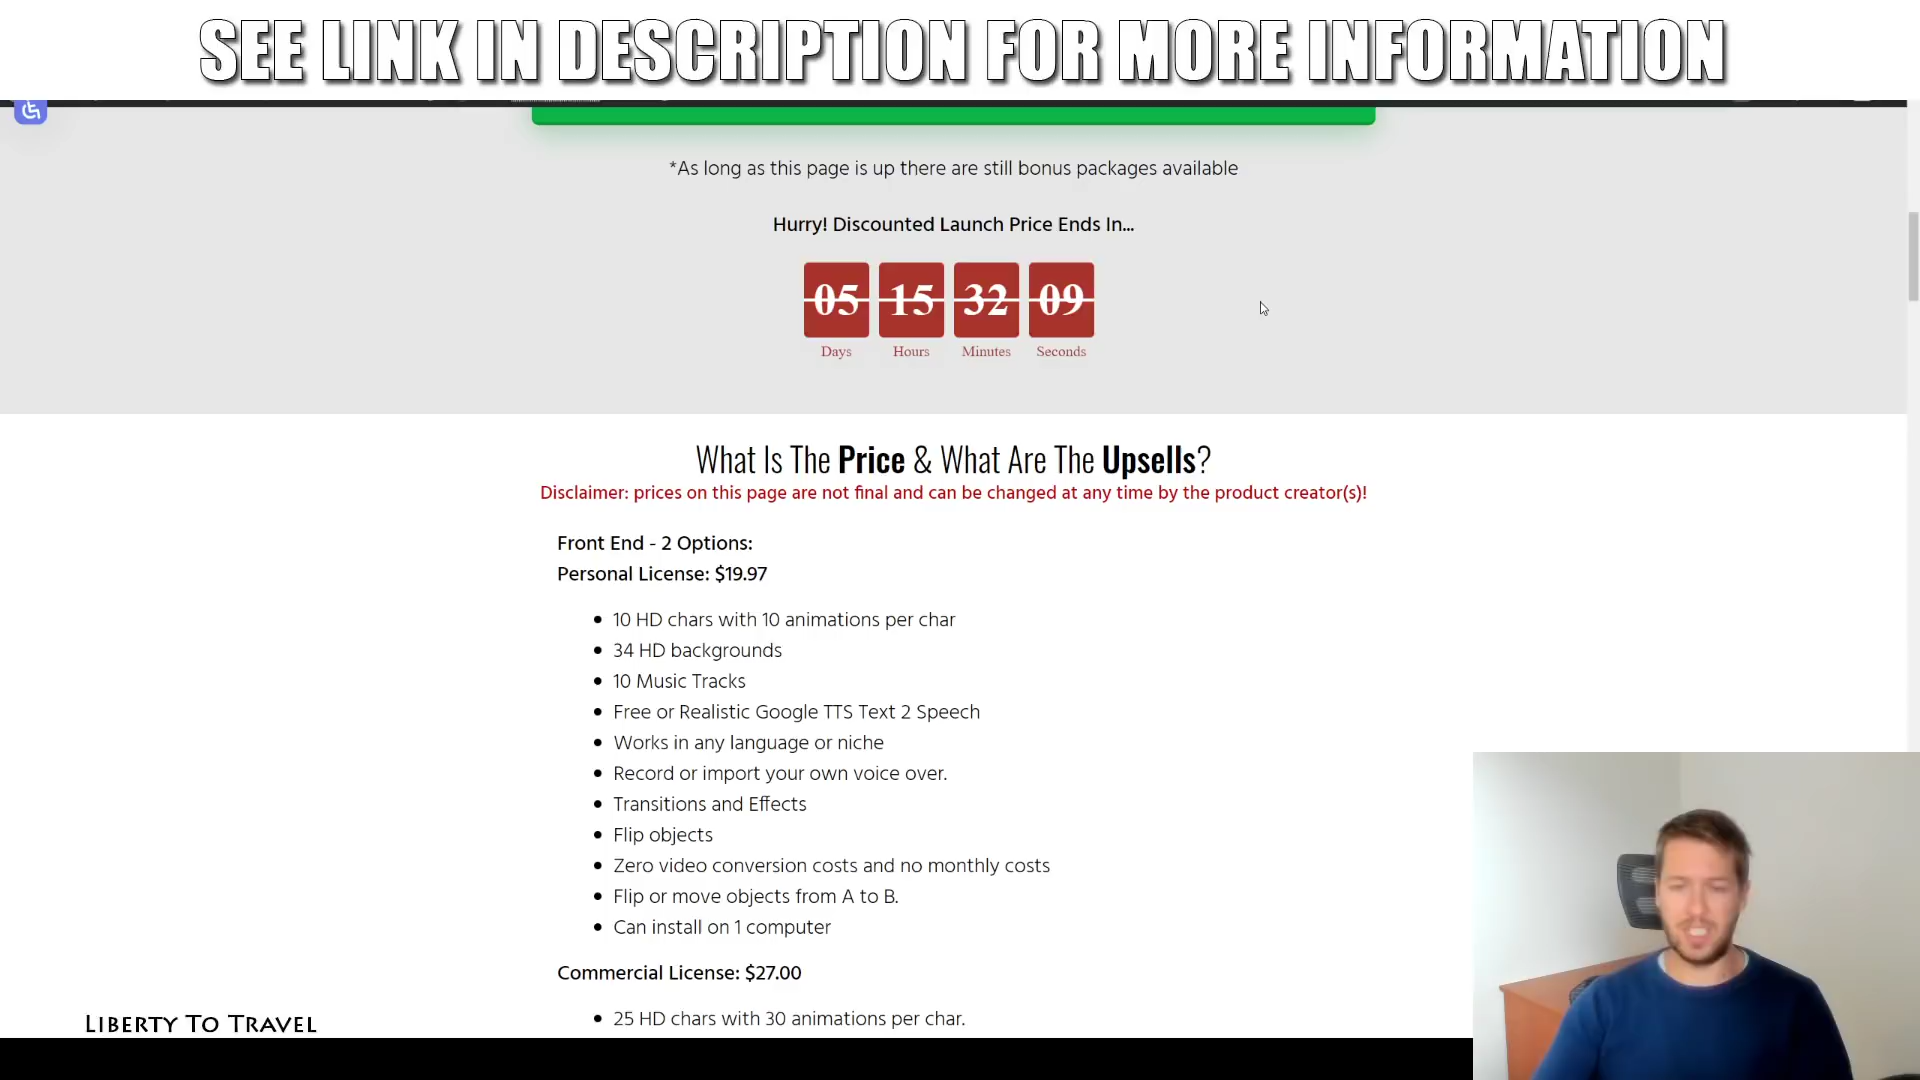 SEE LINK IN DESCRIPTION FOR MORE INFORMATION
*As long as this page is up there are still bonus packages available
Hurry! Discounted Launch Price Ends In...
05 15 32 09
Days Hours Minutes Seconds
What Is The Price & What Are The Upsells?
Disclaimer: prices on this page are not final and can be changed at any time by the product creator(s)!
Front End - 2 Options:
Personal License: $19.97
• 10 HD chars with 10 animations per char
• 34 HD backgrounds
• 10 Music Tracks
• Free or Realistic Google TTS Text 2 Speech
• Works in any language or niche
• Record or import your own voice over.
• Transitions and Effects
• Flip objects
• Zero video conversion costs and no monthly costs
• Flip or move objects from A to B.
• Can install on 1 computer
Commercial License: $27.00
• 25 HD chars with 30 animations per char.
LIBERTY TO TRAVEL